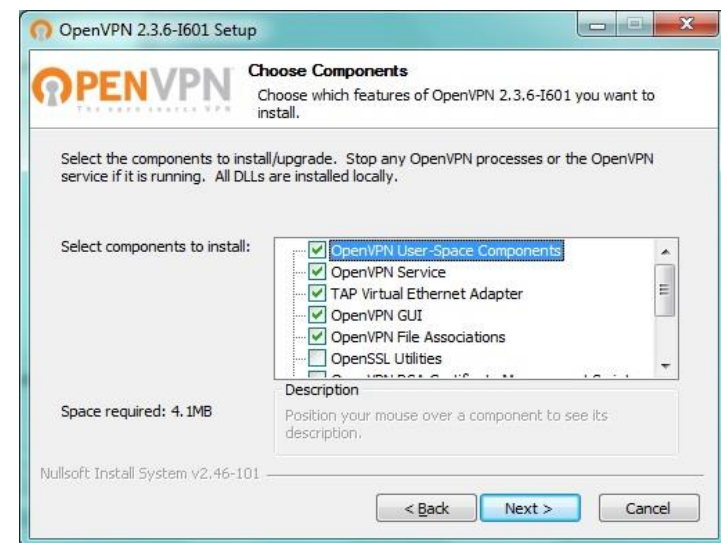 OpenVPN 2.3.6-I601 Setup
OPENVPN
The open source VPN
Choose Components
Choose which features of OpenVPN 2.3.6-I601 you want to
install.
Select the components to install/upgrade. Stop any OpenVPN processes or the OpenVPN
service if it is running. All DLLs are installed locally.
Select components to install:
OpenVPN User-Space Components
OpenVPN Service
TAP Virtual Ethernet Adapter
OpenVPN GUI
OpenVPN File Associations
OpenSSL Utilities
Space required: 4.1MB
Description
Position your mouse over a component to see its
description.
Nullsoft Install System v2.46-101
< Back
Next >
Cancel